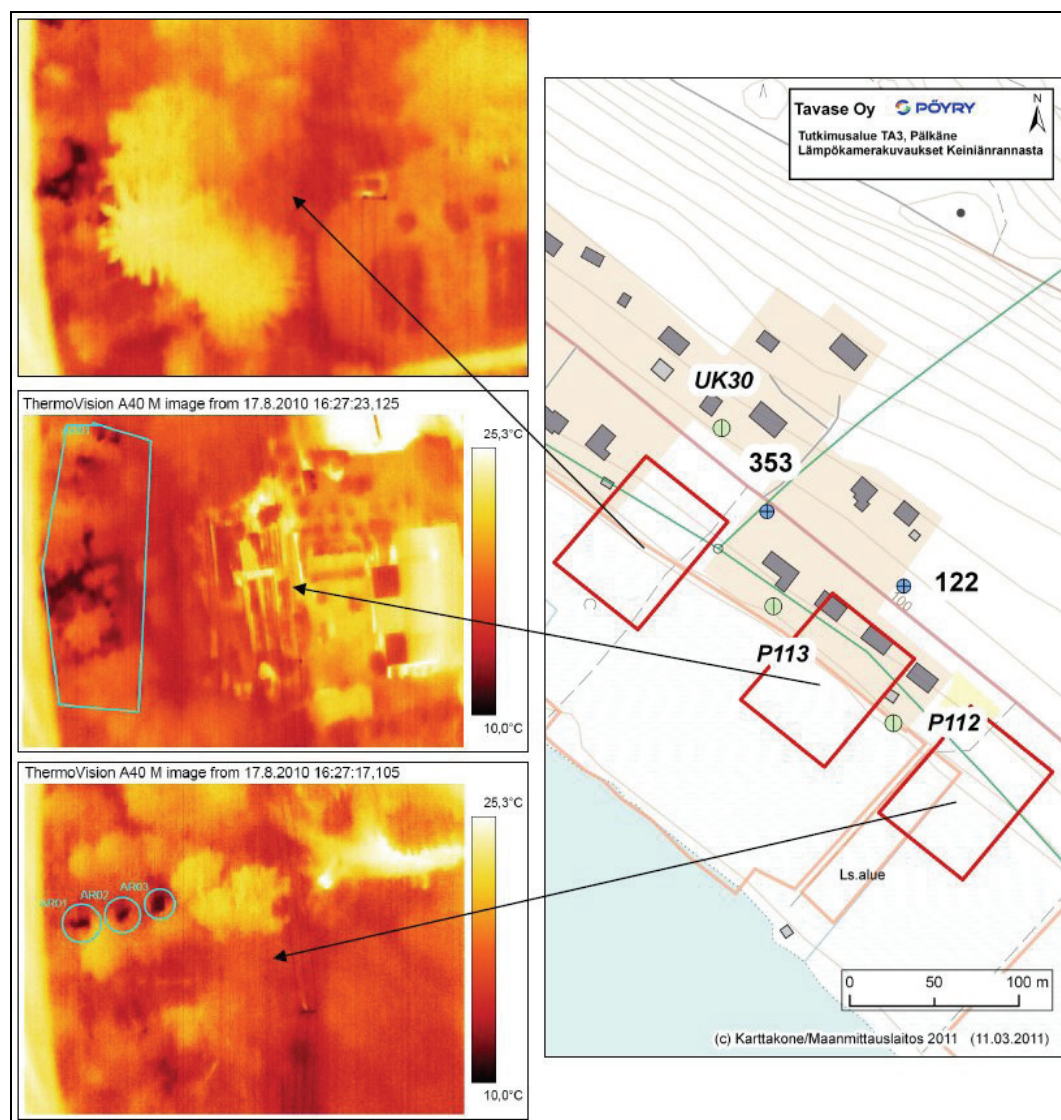 ThermoVision A40 M image from 17.8.2010 16:27:23,125
25,3°C
10,0°C
ThermoVision A40 M image from 17.8.2010 16:27:17,105
25,3°C
AR01
AR02
AR03
10,0°C
Tavase Oy PÖYRY
N
Tutkimusalue TA3, Pälkäne
Lämpökamerakuvaukset Keiniänrannasta
UK30
353
122
100
P113
P112
Ls.alue
0 50 100 m
(c) Karttakone/Maanmittauslaitos 2011 (11.03.2011)